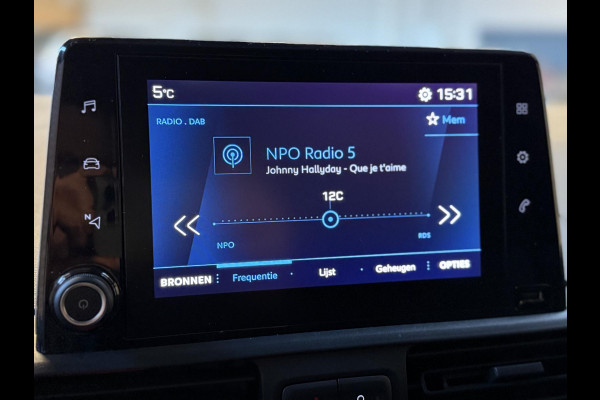 5°C
15:31
RADIO . DAB
Mem
NPO Radio 5
Johnny Hallyday - Que je t'aime
12C
NPO
RDS
N
BRONNEN
Frequentie
Lijst
Geheugen
OPTIES